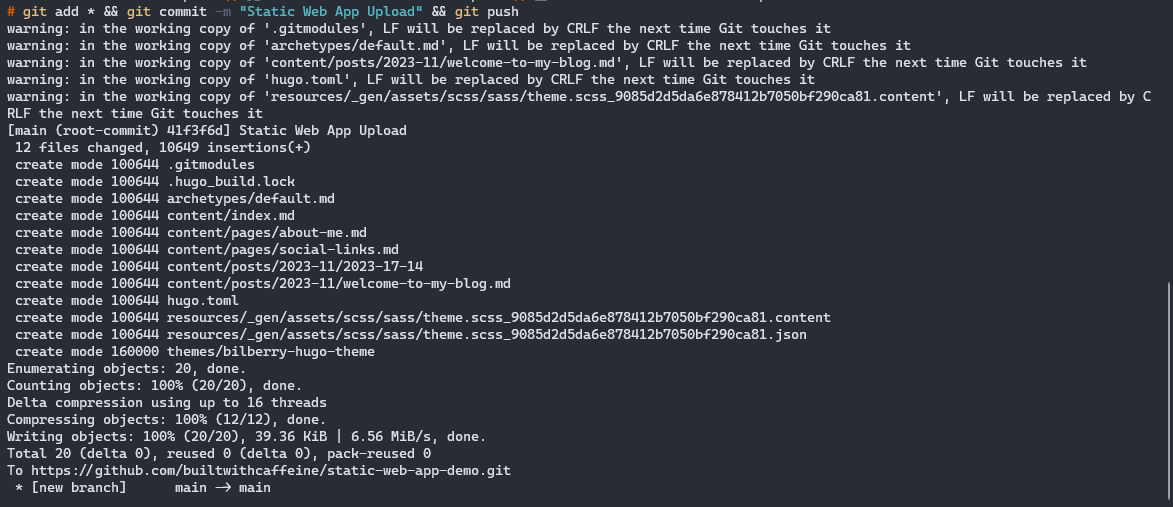 # git add * && git commit -m "Static Web App Upload" && git push
warning: in the working copy of '.gitmodules', LF will be replaced by CRLF the next time Git touches it
warning: in the working copy of 'archetypes/default.md', LF will be replaced by CRLF the next time Git touches it
warning: in the working copy of 'content/posts/2023-11/welcome-to-my-blog.md', LF will be replaced by CRLF the next time Git touches it
warning: in the working copy of 'hugo.toml', LF will be replaced by CRLF the next time Git touches it
warning: in the working copy of 'resources/_gen/assets/scss/sass/theme.scss_9085d2d5da6e878412b7050bf290ca81.content', LF will be replaced by C
RLF the next time Git touches it
[main (root-commit) 41f3f6d] Static Web App Upload
 12 files changed, 10649 insertions(+)
 create mode 100644 .gitmodules
 create mode 100644 .hugo_build.lock
 create mode 100644 archetypes/default.md
 create mode 100644 content/index.md
 create mode 100644 content/pages/about-me.md
 create mode 100644 content/pages/social-links.md
 create mode 100644 content/posts/2023-11/2023-17-14
 create mode 100644 content/posts/2023-11/welcome-to-my-blog.md
 create mode 100644 hugo.toml
 create mode 100644 resources/_gen/assets/scss/sass/theme.scss_9085d2d5da6e878412b7050bf290ca81.content
 create mode 100644 resources/_gen/assets/scss/sass/theme.scss_9085d2d5da6e878412b7050bf290ca81.json
 create mode 160000 themes/bilberry-hugo-theme
Enumerating objects: 20, done.
Counting objects: 100% (20/20), done.
Delta compression using up to 16 threads
Compressing objects: 100% (12/12), done.
Writing objects: 100% (20/20), 39.36 KiB | 6.56 MiB/s, done.
Total 20 (delta 0), reused 0 (delta 0), pack-reused 0
To https://github.com/builtwithcaffeine/static-web-app-demo.git
 * [new branch]      main -> main